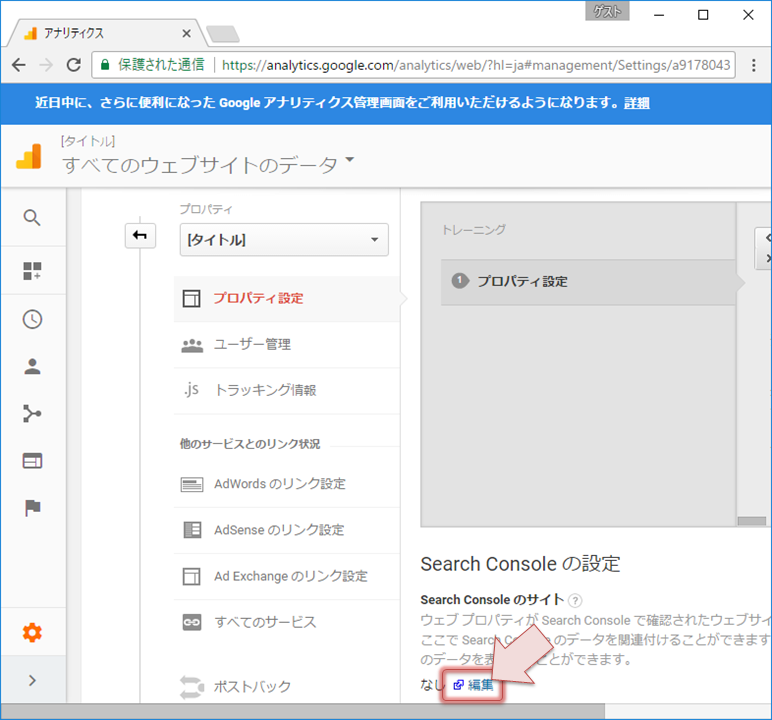 ゲスト
アナリティクス
保護された通信 https://analytics.google.com/analytics/web/?hl=ja#management/Settings/a9178043
近日中に、さらに便利になった Google アナリティクス管理画面をご利用いただけるようになります。詳細
[タイトル]
すべてのウェブサイトのデータ
プロパティ
[タイトル]
プロパティ設定
ユーザー管理
.js トラッキング情報
他のサービスとのリンク状況
AdWords のリンク設定
AdSense のリンク設定
Ad Exchange のリンク設定
すべてのサービス
ポストバック
トレーニング
1 プロパティ設定
Search Console の設定
Search Console のサイト ?
ウェブ プロパティが Search Console で確認されたウェブサイ
ここで Search のデータを関連付けることができます
のデータを ことができます。
なし 編集